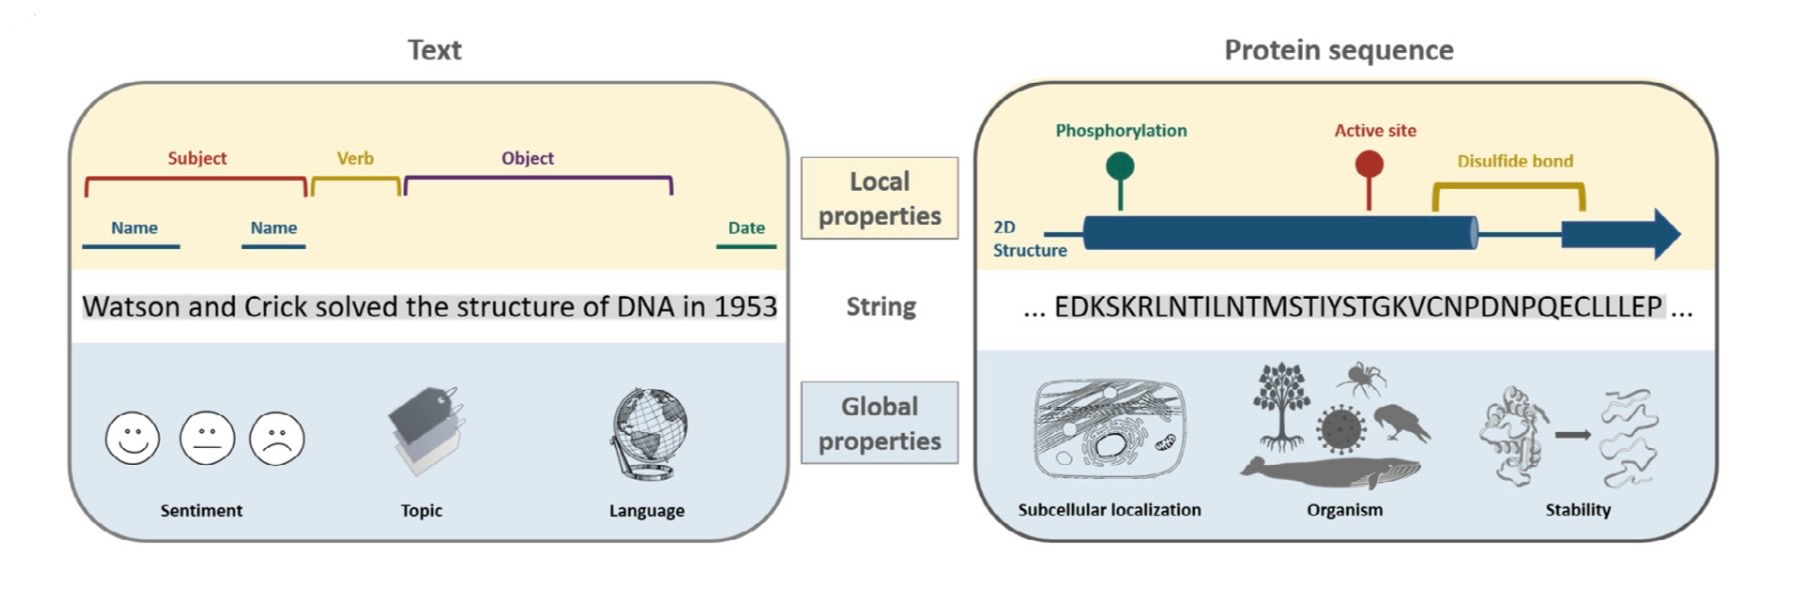 Text
Protein sequence
Subject
Verb
Object
Name
Name
Date
Watson and Crick solved the structure of DNA in 1953
Sentiment
Topic
Language
Local
properties
String
Global
properties
Phosphorylation
Active site
Disulfide bond
2D
Structure
... EDKSKRLNTILNTMSTIYSTGKVCNPDNPQECLLLEP ...
Subcellular localization
Organism
Stability